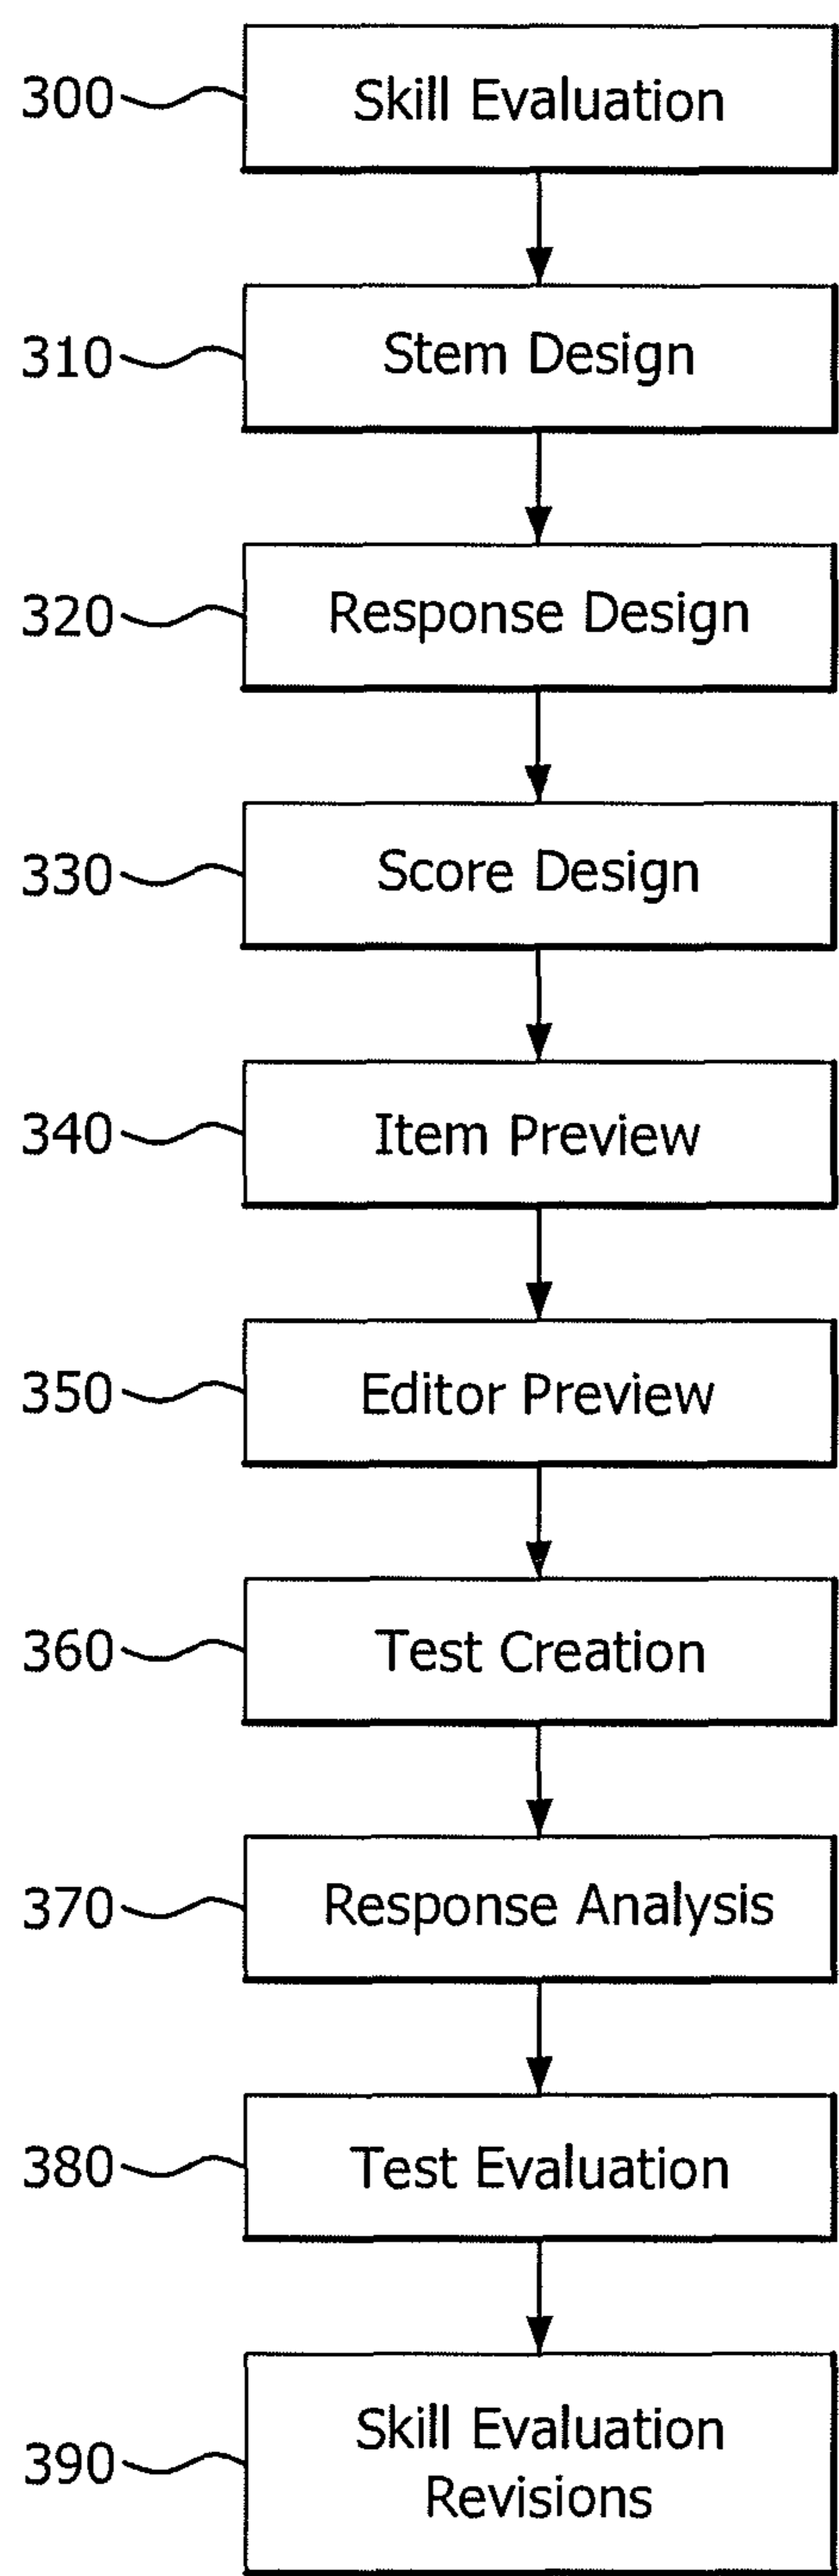 300 Skill Evaluation
310 Stem Design
320 Response Design
330 Score Design
340 Item Preview
350 Editor Preview
360 Test Creation
370 Response Analysis
380 Test Evaluation
390 Skill Evaluation
Revisions